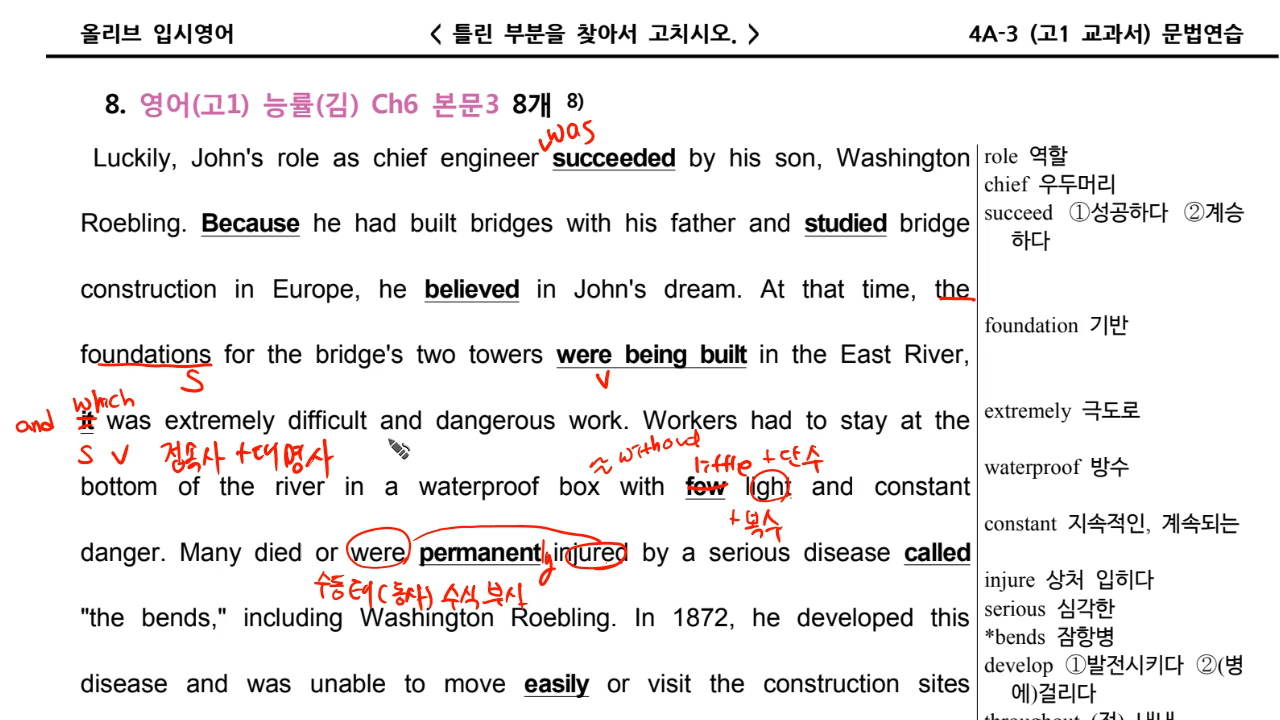 올리브 입시영어 < 틀린 부분을 찾아서 고치시오. > 4A-3 (고1 교과서) 문법연습
8. 영어(고1) 능률(김) Ch6 본문3 8개 8)
was
Luckily, John's role as chief engineer succeeded by his son, Washington
Roebling. Because he had built bridges with his father and studied bridge
construction in Europe, he believed in John's dream. At that time, the
foundations for the bridge's two towers were being built in the East River,
S V
and which
it was extremely difficult and dangerous work. Workers had to stay at the
S V 접속사 + 대명사 ≈ without little + 단수
bottom of the river in a waterproof box with few light and constant
+ 복수
danger. Many died or were permanent injured by a serious disease called
ly
수동태(동사) 수식 부사
"the bends," including Washington Roebling. In 1872, he developed this
disease and was unable to move easily or visit the construction sites
role 역할
chief 우두머리
succeed ①성공하다 ②계승
하다
foundation 기반
extremely 극도로
waterproof 방수
constant 지속적인, 계속되는
injure 상처 입히다
serious 심각한
*bends 잠항병
develop ①발전시키다 ②(병
에)걸리다